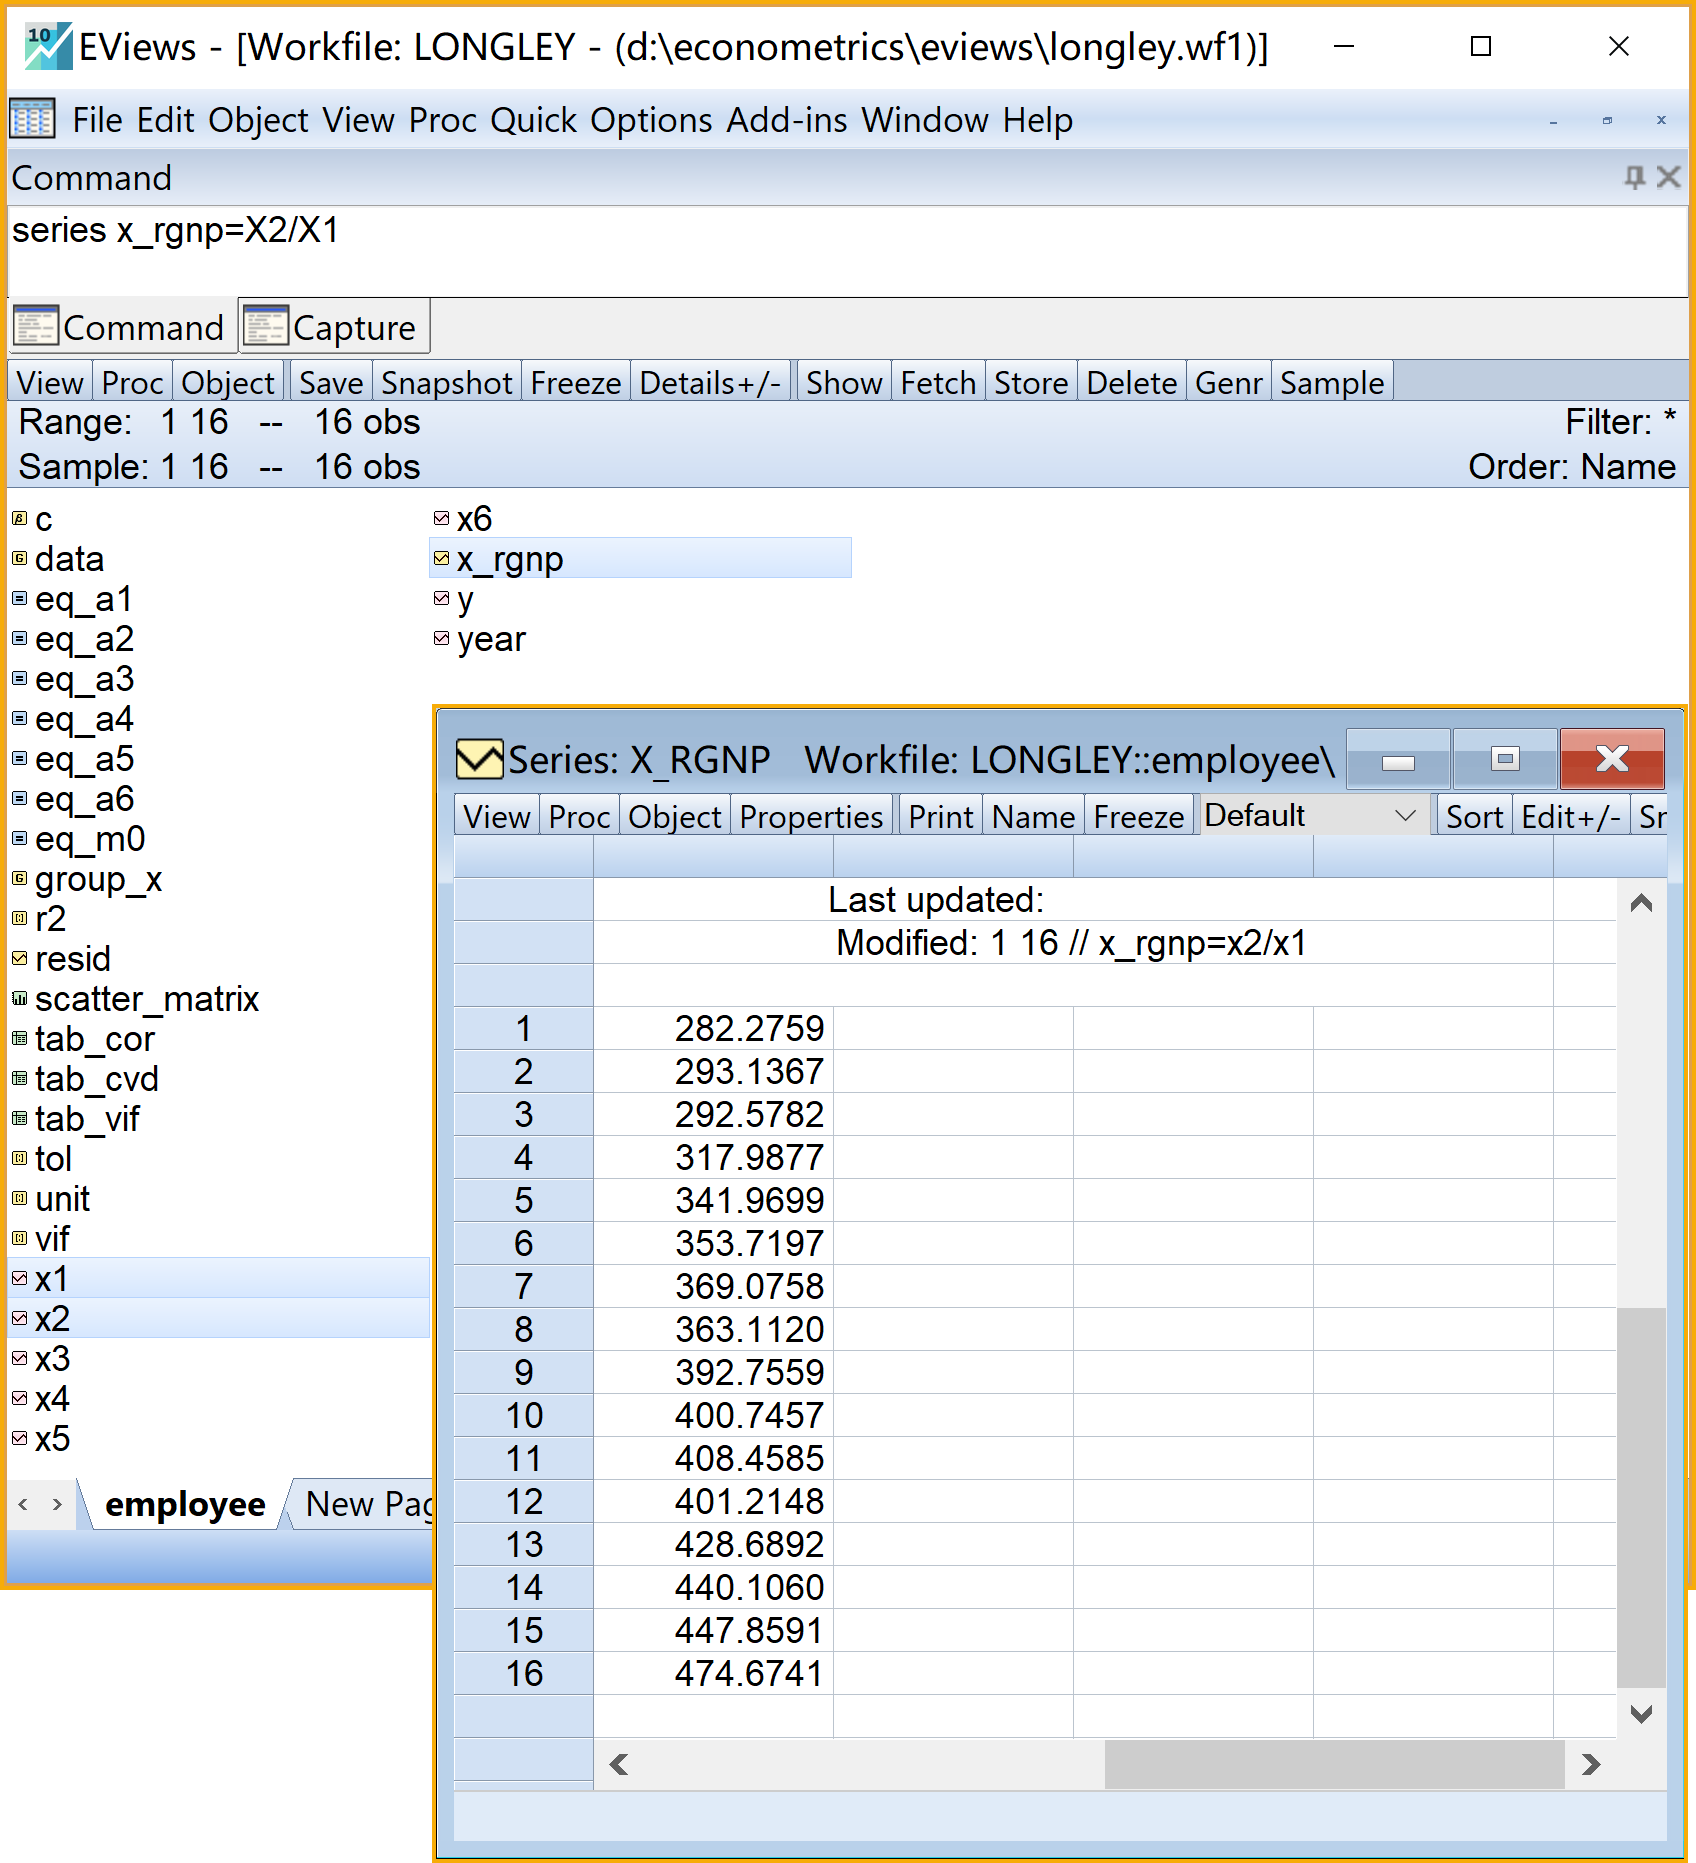 10
EViews - [Workfile: LONGLEY - (d:\econometrics\eviews\longley.wf1)]
File Edit Object View Proc Quick Options Add-ins Window Help
Command
series x_rgnp=X2/X1
Command Capture
View Proc Object Save Snapshot Freeze Details+/- Show Fetch Store Delete Genr Sample
Range: 1 16 -- 16 obs Filter: *
Sample: 1 16 -- 16 obs Order: Name
c
data
eq_a1
eq_a2
eq_a3
eq_a4
eq_a5
eq_a6
eq_m0
group_x
r2
resid
scatter_matrix
tab_cor
tab_cvd
tab_vif
tol
unit
vif
x1
x2
x3
x4
x5
x6
x_rgnp
y
year
employee New Pag
Series: X_RGNP Workfile: LONGLEY::employee\
View Proc Object Properties Print Name Freeze Default Sort Edit+/- Sr
Last updated:
Modified: 1 16 // x_rgnp=x2/x1
1 282.2759
2 293.1367
3 292.5782
4 317.9877
5 341.9699
6 353.7197
7 369.0758
8 363.1120
9 392.7559
10 400.7457
11 408.4585
12 401.2148
13 428.6892
14 440.1060
15 447.8591
16 474.6741